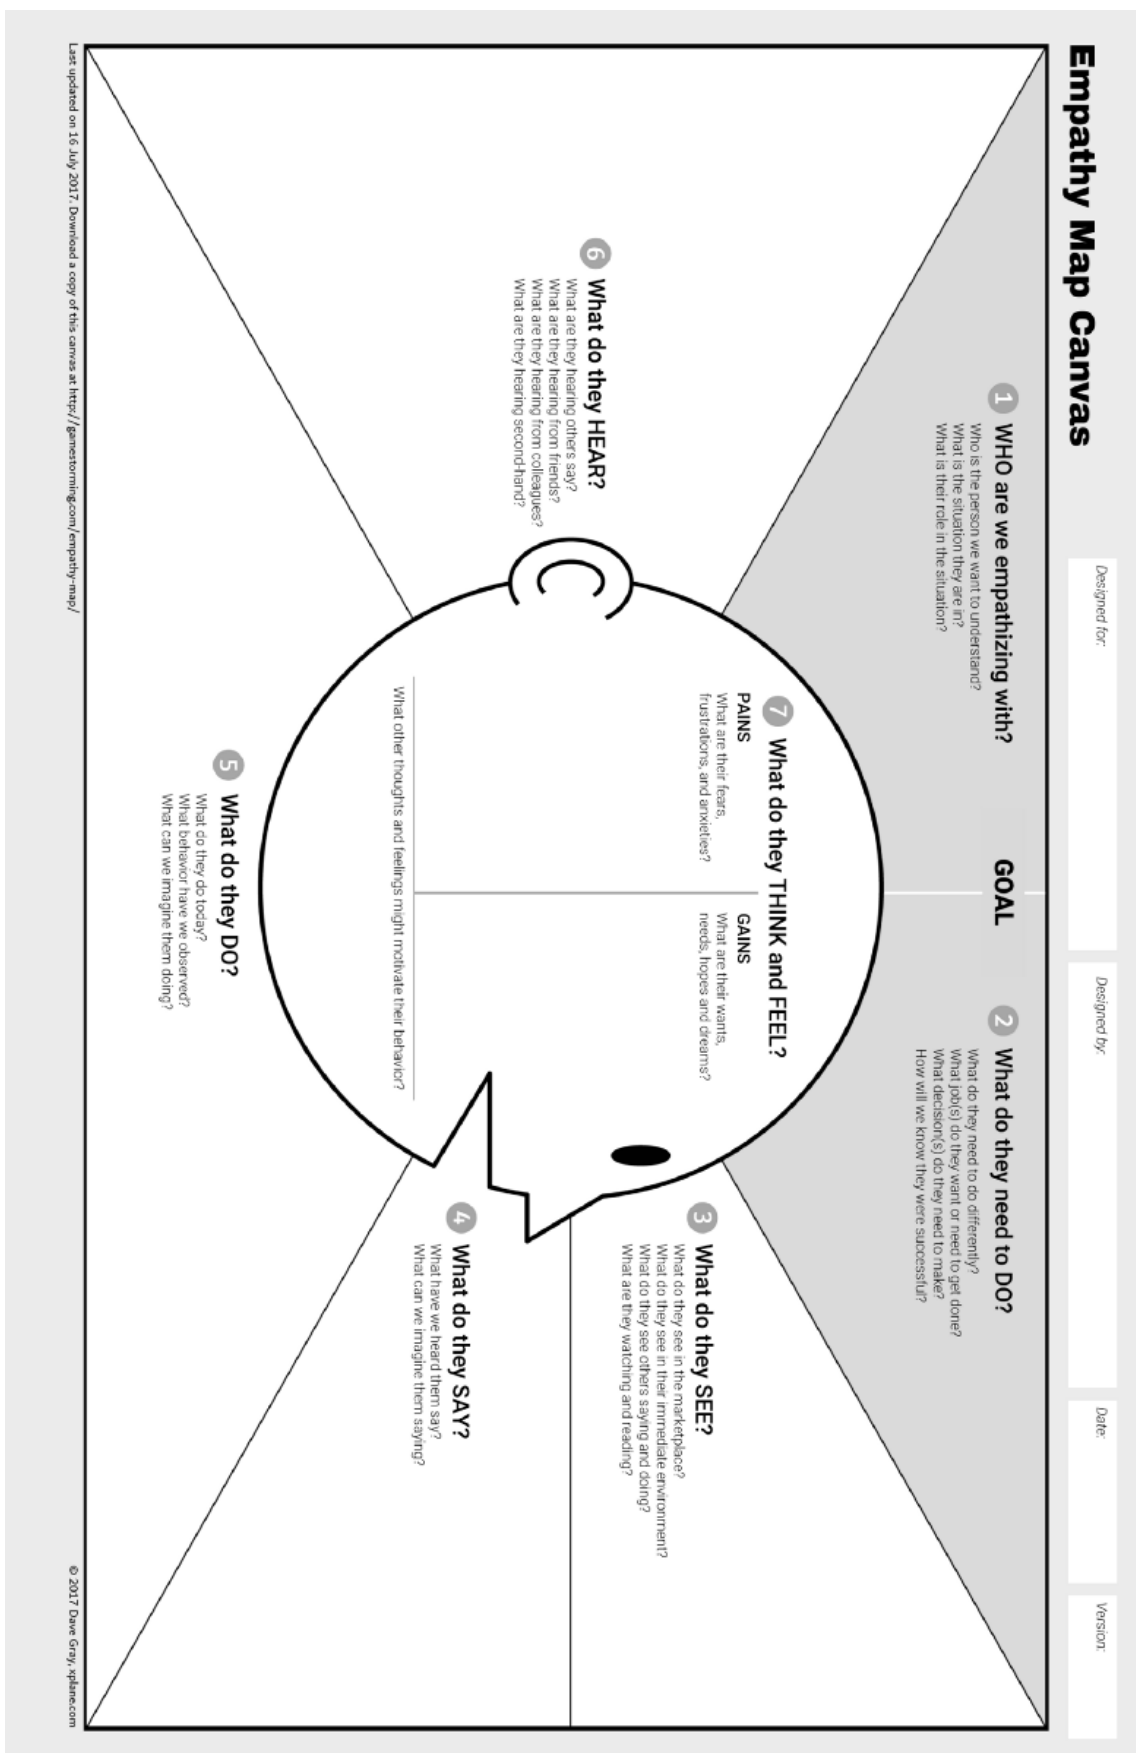 Empathy Map Canvas
Designed for:
Designed by:
Date:
Version:
1 WHO are we empathizing with?
Who is the person we want to understand?
What is the situation they are in?
What is their role in the situation?
GOAL
2 What do they need to DO?
What do they need to do differently?
What job(s) do they want or need to get done?
What decision(s) do they need to make?
How will we know they were successful?
3 What do they SEE?
What do they see in the marketplace?
What do they see in their immediate environment?
What do they see others saying and doing?
What are they watching and reading?
4 What do they SAY?
What have we heard them say?
What can we imagine them saying?
5 What do they DO?
What do they do today?
What behavior have we observed?
What can we imagine them doing?
6 What do they HEAR?
What are they hearing others say?
What are they hearing from friends?
What are they hearing from colleagues?
What are they hearing second-hand?
7 What do they THINK and FEEL?
PAINS
What are their fears,
frustrations, and anxieties?
GAINS
What are their wants,
needs, hopes and dreams?
What other thoughts and feelings might motivate their behavior?
Last updated on 16 July 2017. Download a copy of this canvas at http://gamestorming.com/empathy-map/
© 2017 Dave Gray, xplane.com